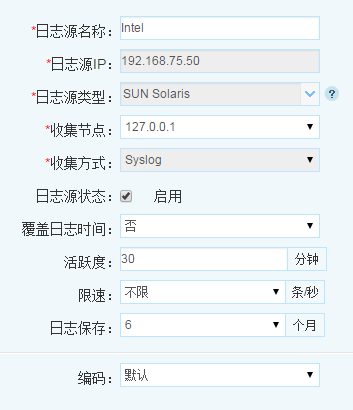 *日志源名称： Intel
*日志源IP： 192.168.75.50
*日志源类型： SUN Solaris ?
*收集节点： 127.0.0.1
*收集方式： Syslog
日志源状态： 启用
覆盖日志时间： 否
活跃度： 30 分钟
限速： 不限 条/秒
日志保存： 6 个月
编码： 默认